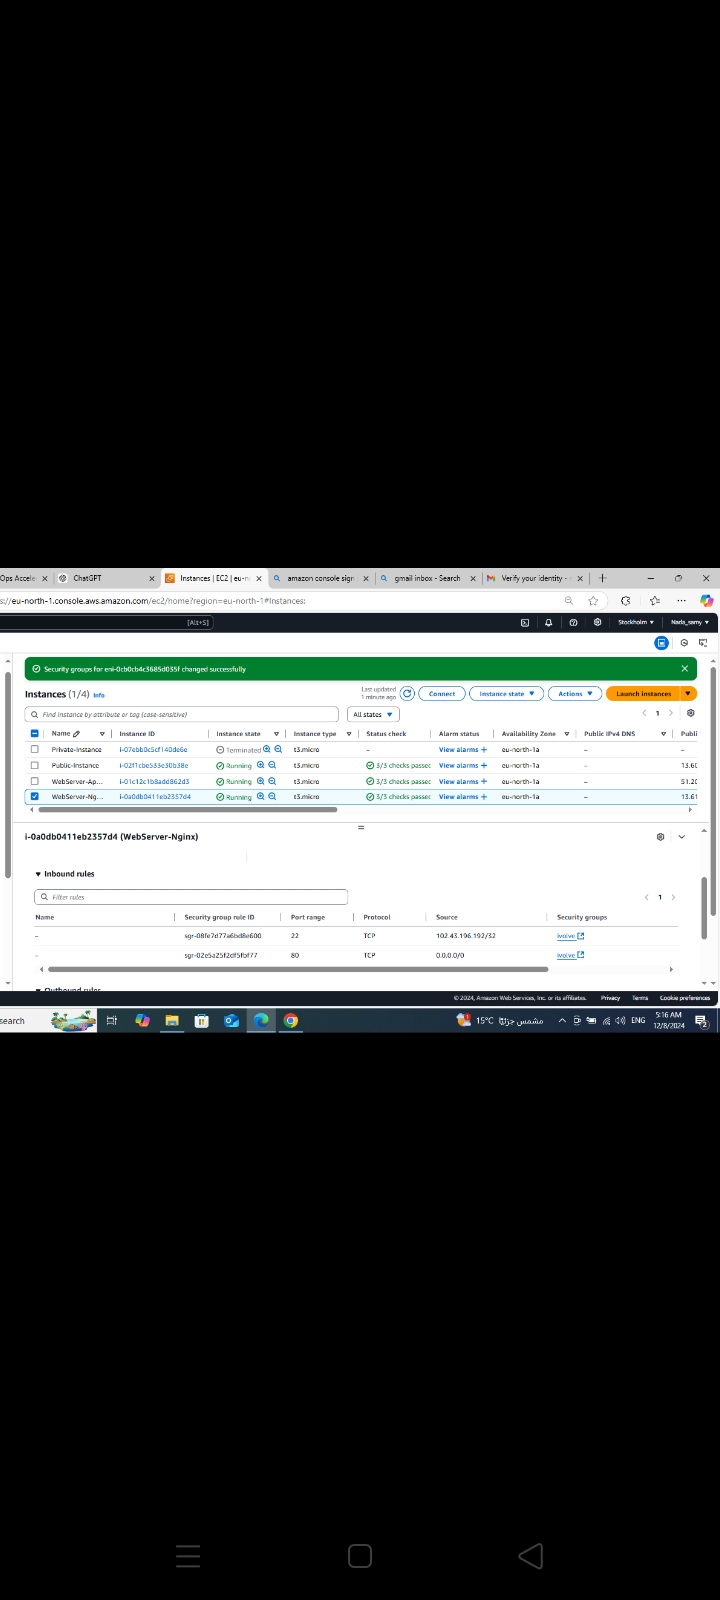 Ops Accele
ChatGPT
Instances | EC2 | eu-n
amazon console sign
gmail inbox - Search
Verify your identity -
s://eu-north-1.console.aws.amazon.com/ec2/home?region=eu-north-1#Instances:
[Alt+S]
Stockholm
Nada_samy
Security groups for eni-0cb0cb4c3685d035f changed successfully
Instances (1/4) Info
Last updated
1 minute ago
Connect
Instance state
Actions
Launch instances
Find Instance by attribute or tag (case-sensitive)
All states
1
Name
Instance ID
Instance state
Instance type
Status check
Alarm status
Availability Zone
Public IPv4 DNS
Publi
Private-Instance i-07ebb0c5cf140de6e Terminated t3.micro – View alarms + eu-north-1a –
Public-Instance i-02f1cbe533e30b38e Running t3.micro 3/3 checks passec View alarms + eu-north-1a – 13.60
WebServer-Ap... i-01c12c1b8add862d3 Running t3.micro 3/3 checks passec View alarms + eu-north-1a – 51.20
WebServer-Ng... i-0a0db0411eb2357d4 Running t3.micro 3/3 checks passec View alarms + eu-north-1a – 13.61
i-0a0db0411eb2357d4 (WebServer-Nginx)
Inbound rules
Filter rules
1
Name
Security group rule ID
Port range
Protocol
Source
Security groups
– sgr-08fe7d77a6bd8e600 22 TCP 102.43.196.192/32 ivolve
– sgr-02e5a25f2df5fbf77 80 TCP 0.0.0.0/0 ivolve
Outbound rules
© 2024, Amazon Web Services, Inc. or its affiliates.
Privacy
Terms
Cookie preferences
search
15°C مشمس جزئيًا
ENG
5:16 AM
12/8/2024
2